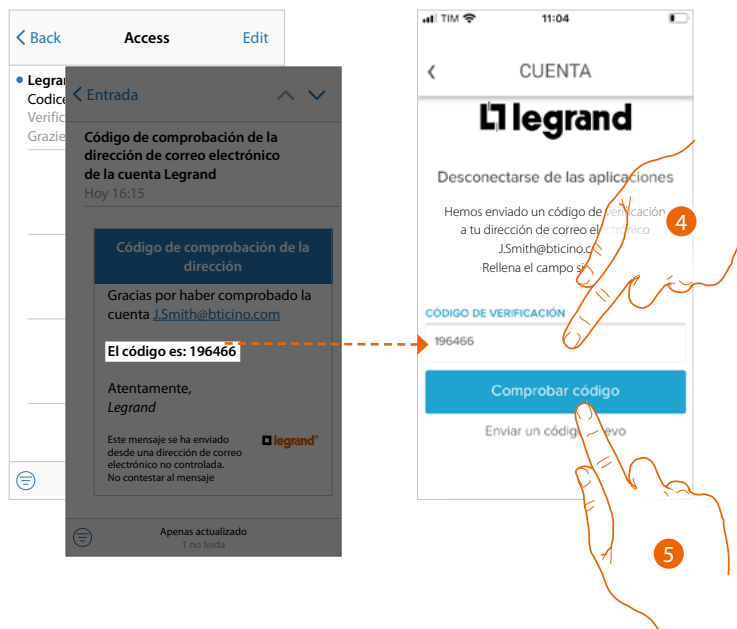 Back
Access
Edit
Legra
Codice
Verific
Grazie
Entrada
Código de comprobación de la
dirección de correo electrónico
de la cuenta Legrand
Hoy 16:15
Código de comprobación de la
dirección
Gracias por haber comprobado la
cuenta J.Smith@bticino.com
El código es: 196466
Atentamente,
Legrand
Este mensaje se ha enviado
desde una dirección de correo
electrónico no controlada.
No contestar al mensaje
legrand®
Apenas actualizado
1 no leída
TIM
11:04
CUENTA
legrand
Desconectarse de las aplicaciones
Hemos enviado un código de verificación
a tu dirección de correo electrónico
J.Smith@bticino.c
Rellena el campo si
CÓDIGO DE VERIFICACIÓN
196466
Comprobar código
Enviar un código evo
4
5